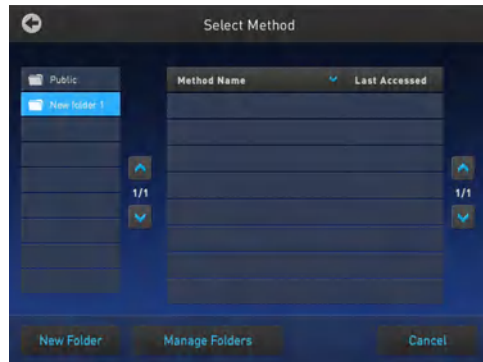 Select Method
Public
New folder 1
Method Name
Last Accessed
1/1
1/1
New Folder
Manage Folders
Cancel